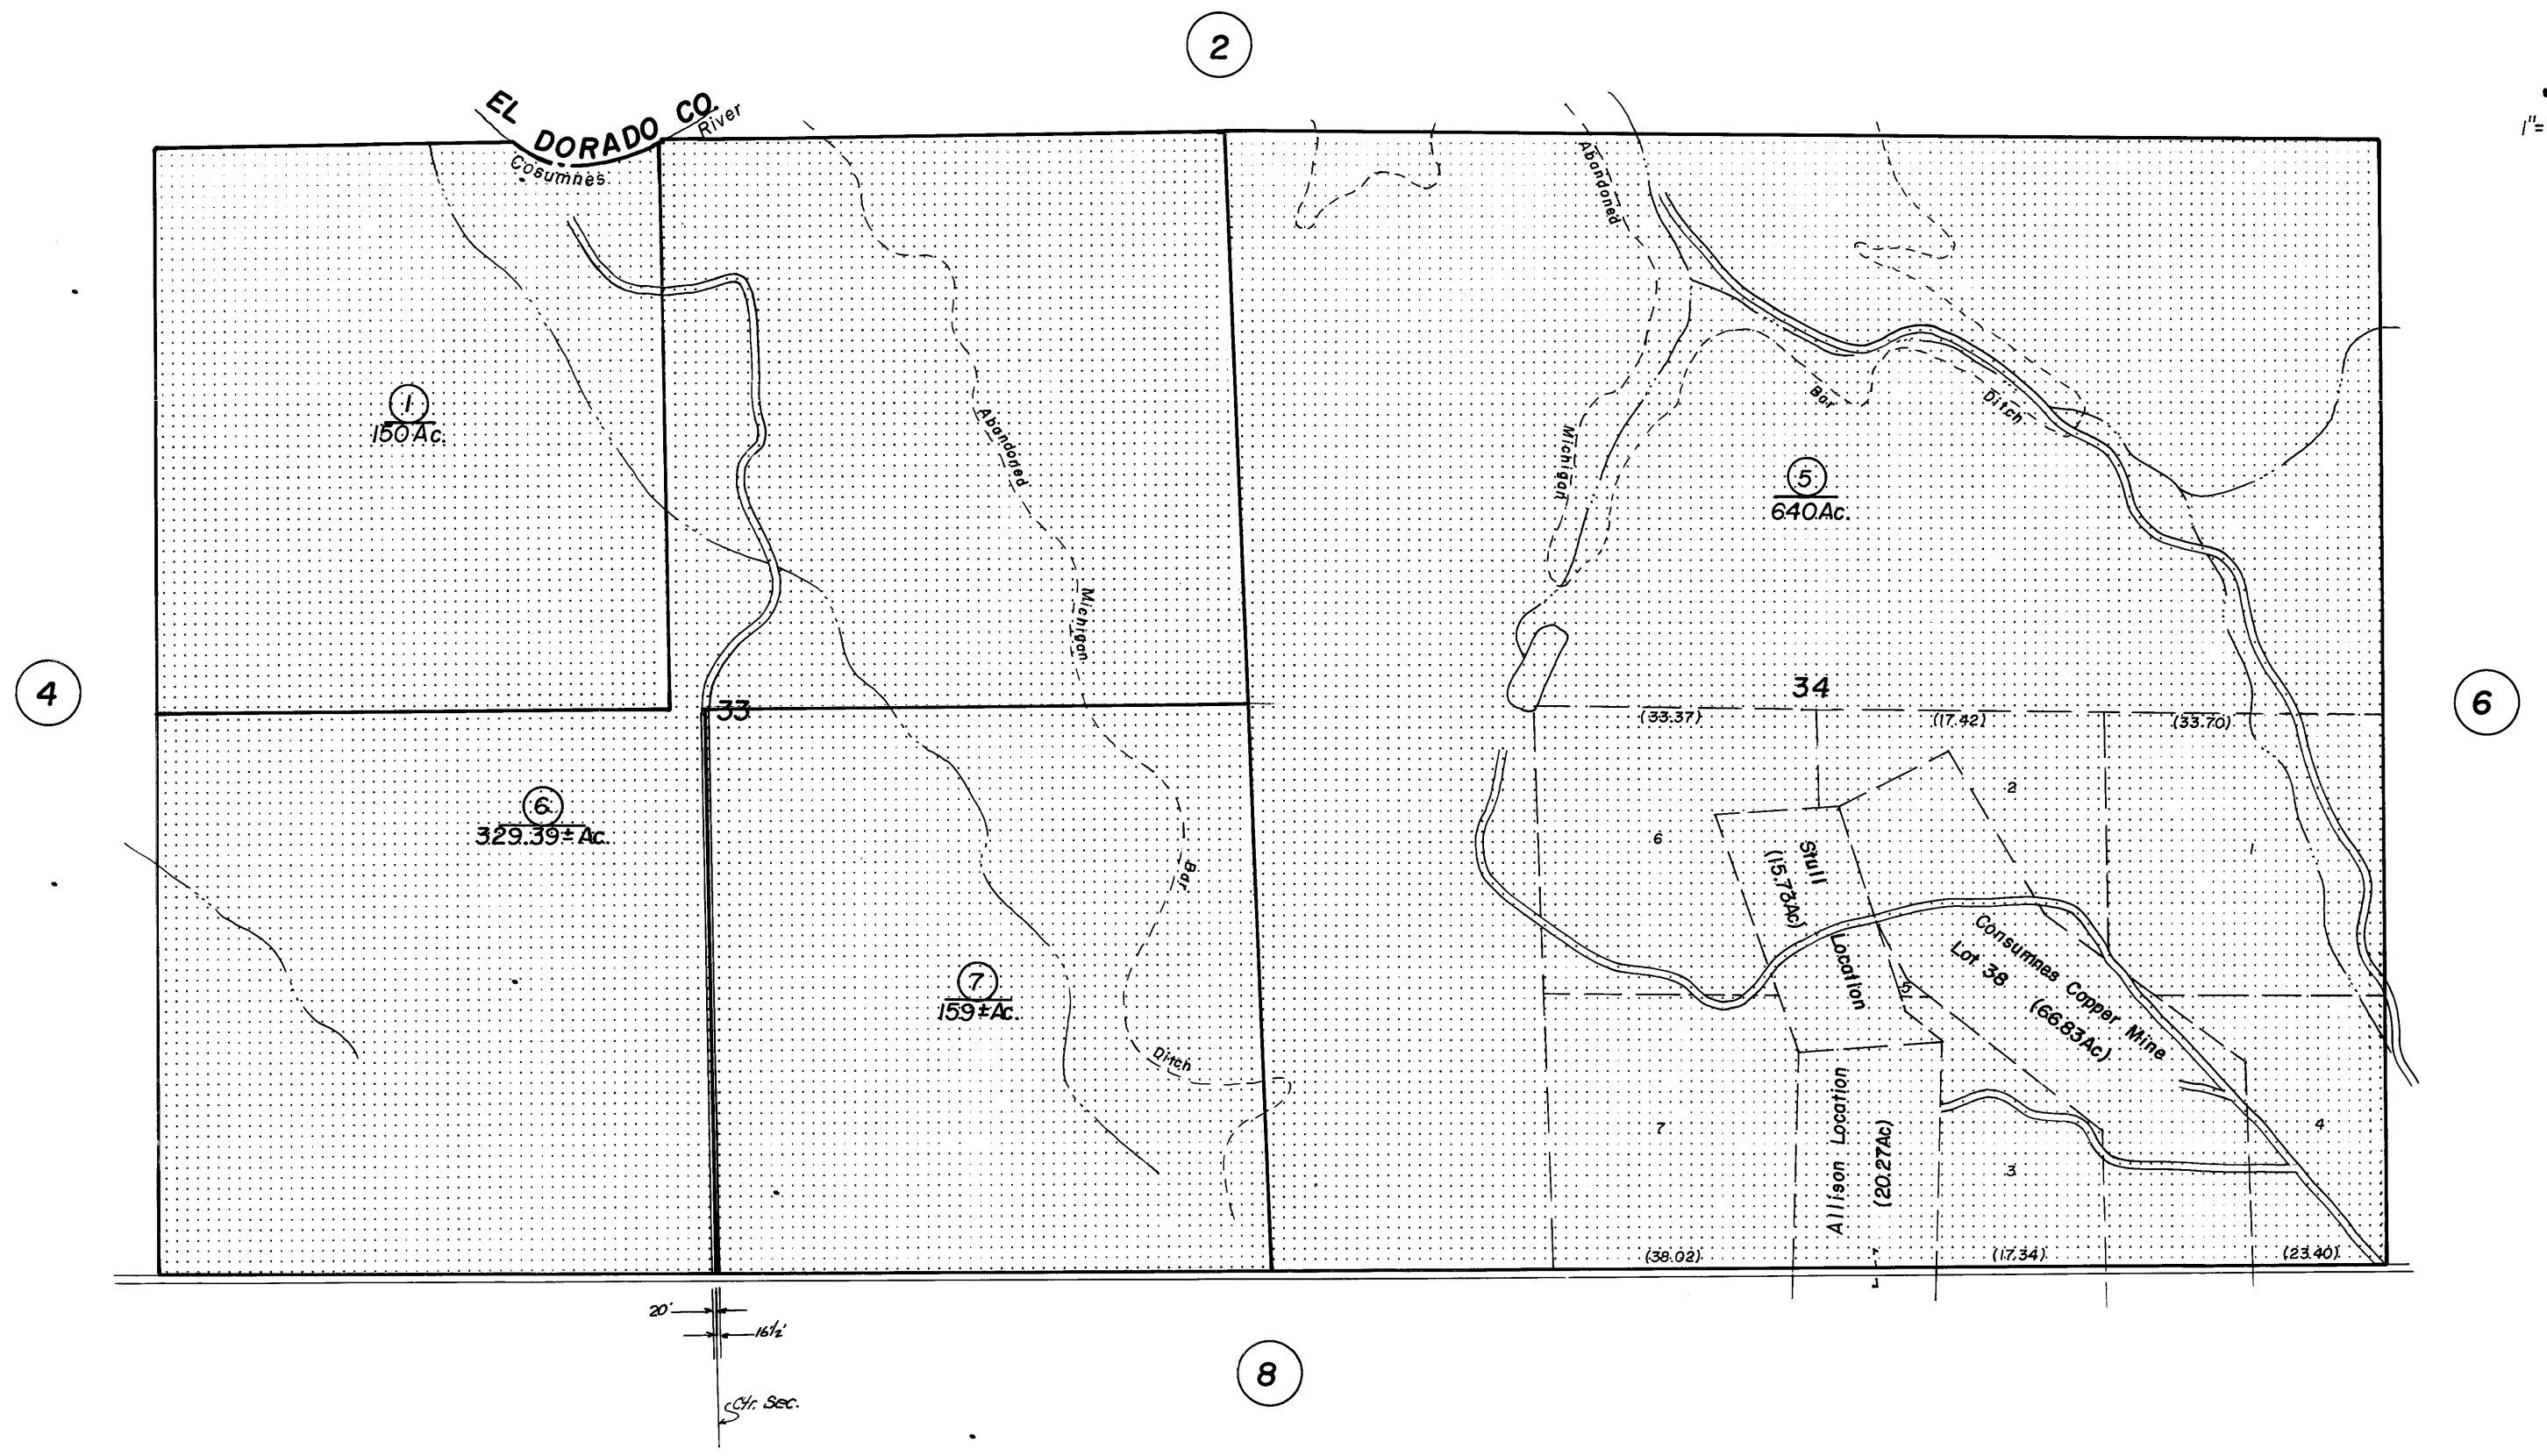 2
1"=
EL DORADO CO.
River
Cosumnes
Abandoned
1
150 Ac.
Abandoned
Bar
Ditch
Michigan
5
640 Ac.
Michigan
4
33
34
6
(33.37)
(17.42)
(33.70)
6
329.39± Ac.
2
6
Stull
(15.73Ac)
1
Bar
Location
Consumnes Copper Mine
Lot 38
(66.83Ac)
5
7
159± Ac.
Ditch
Allison Location
(20.27Ac)
7
3
4
(38.02)
(17.34)
(23.40)
20'
16½'
8
Ctr. Sec.